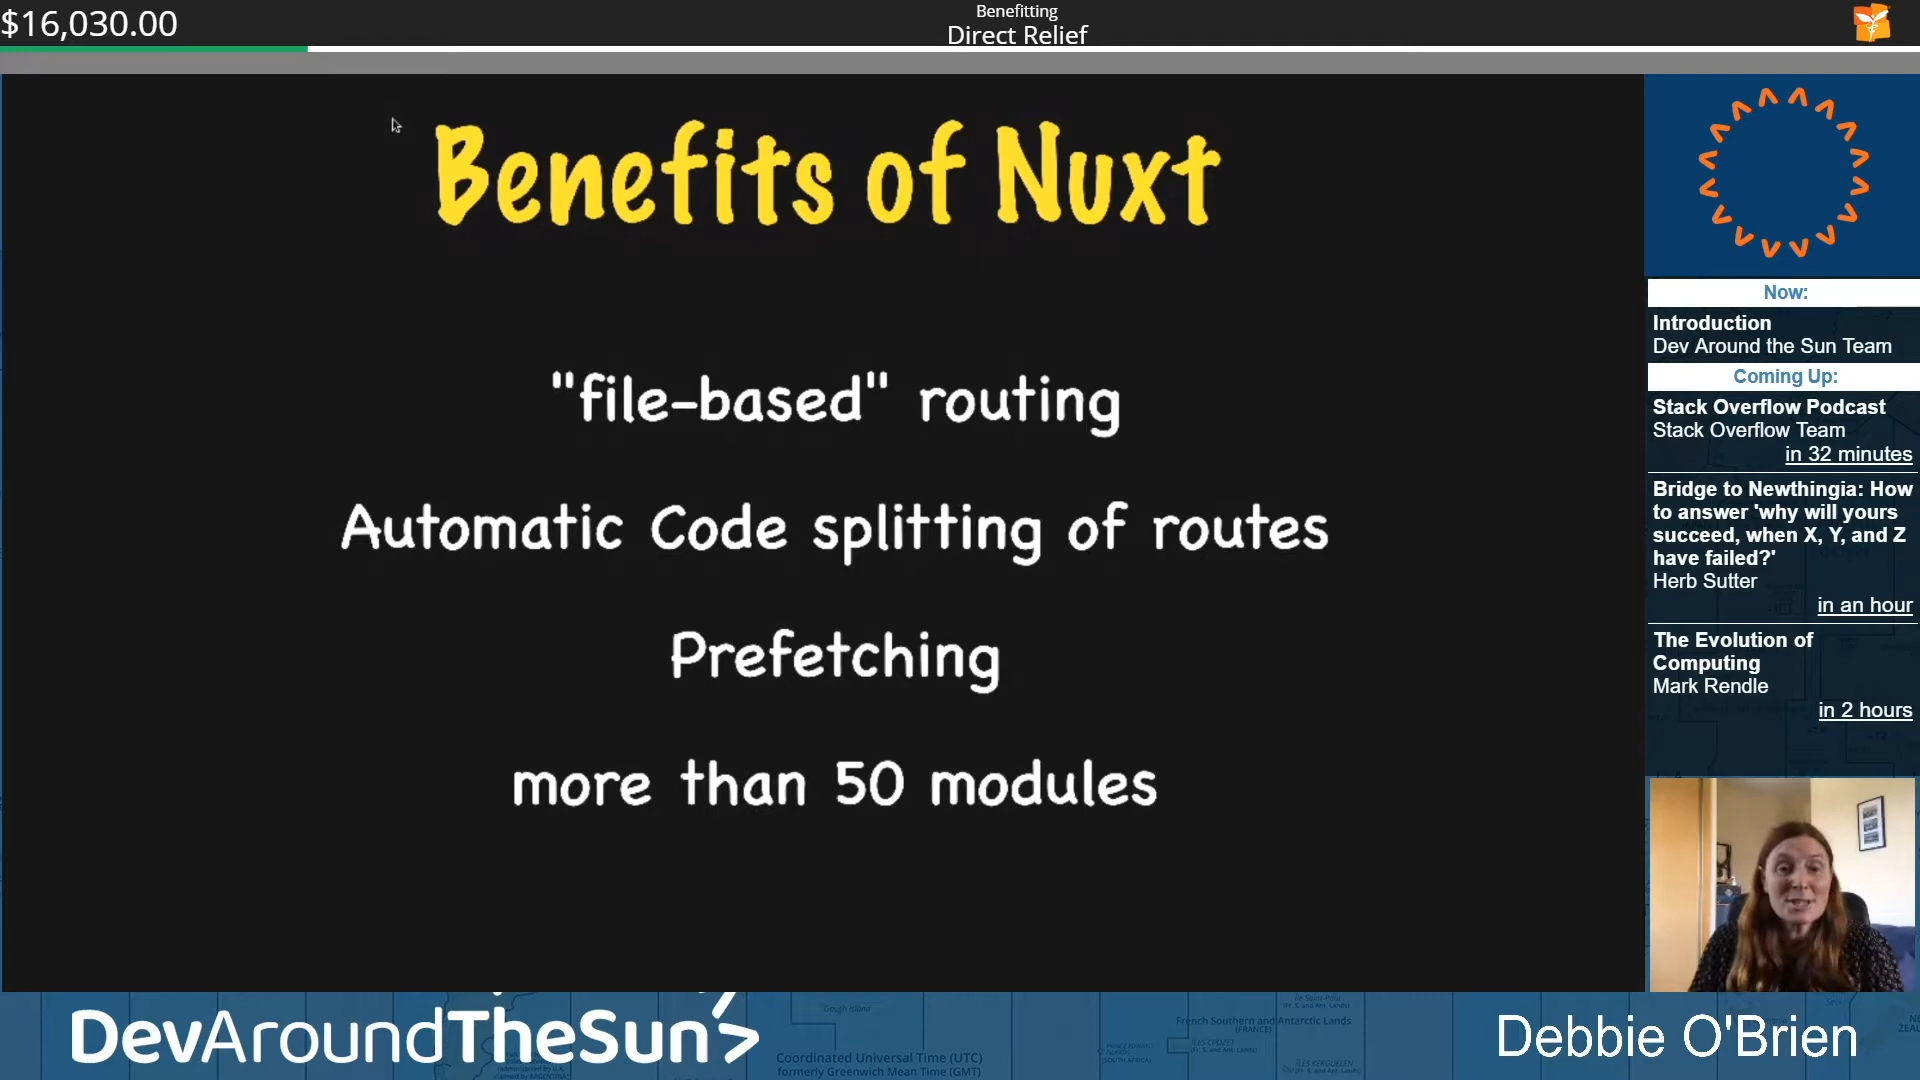 $16,030.00
Benefitting
Direct Relief
Benefits of Nuxt
"file-based" routing
Automatic Code splitting of routes
Prefetching
more than 50 modules
Now:
Introduction
Dev Around the Sun Team
Coming Up:
Stack Overflow Podcast
Stack Overflow Team
in 32 minutes
Bridge to Newthingia: How
to answer 'why will yours
succeed, when X, Y, and Z
have failed?'
Herb Sutter
in an hour
The Evolution of
Computing
Mark Rendle
in 2 hours
DevAroundTheSun
Gough Island
Coordinated Universal Time (UTC)
formerly Greenwich Mean Time (GMT)
French Southern and Antarctic Lands
(FRANCE)
Debbie O'Brien